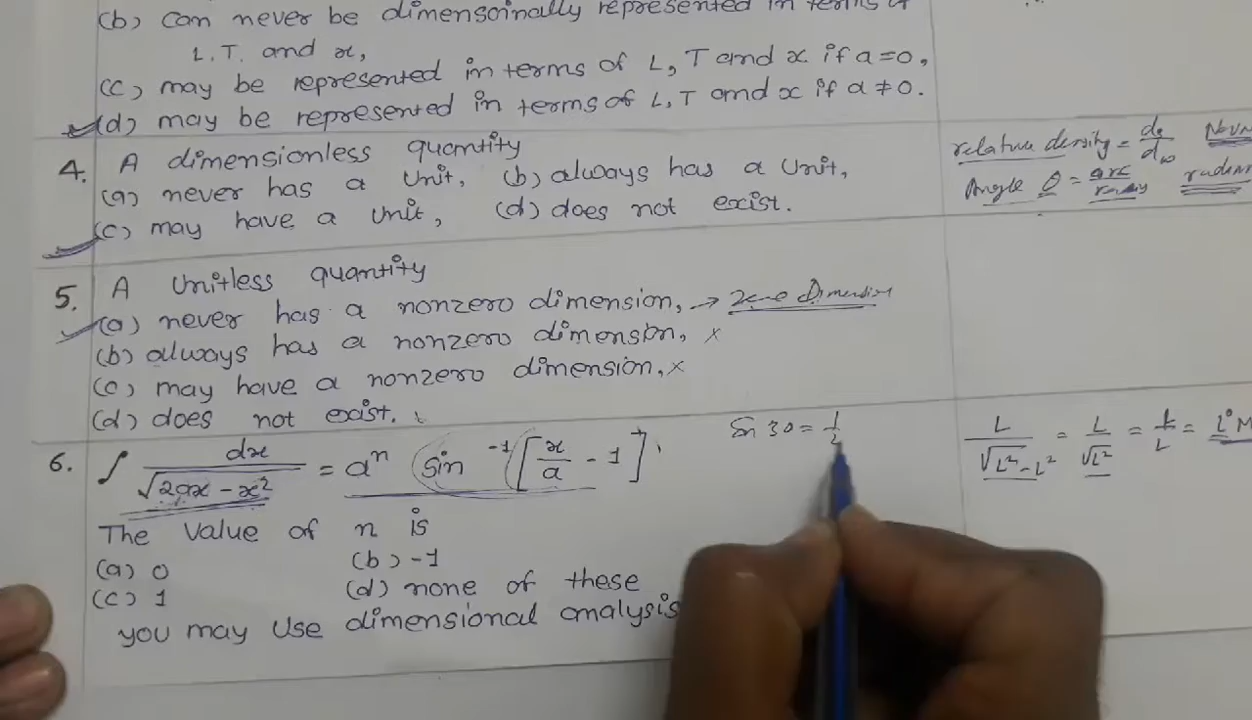 (b) can never be dimensoinally represented in terms of
L.T. and x,
(c) may be represented in terms of L, T and x if a = 0,
(d) may be represented in terms of L, T and x if a ≠ 0.
4. A dimensionless quantity
(a) never has a unit, (b) always has a unit,
(c) may have a unit, (d) does not exist.
relative density = 
Angle θ = arc
5. A unitless quantity
(a) never has a nonzero dimension, → Zero Dimension
(b) always has a nonzero dimension, x
(c) may have a nonzero dimension, x
(d) does not exist.
6. ∫ dx / √(2ax - x²) = aⁿ sin⁻¹ [x/a - 1]
Sin 30 = 1/2
L / √(L² - L²) = L / √L² = L/L = L⁰M
The value of n is
(a) 0 (b) -1
(c) 1 (d) none of these
you may use dimensional analysis